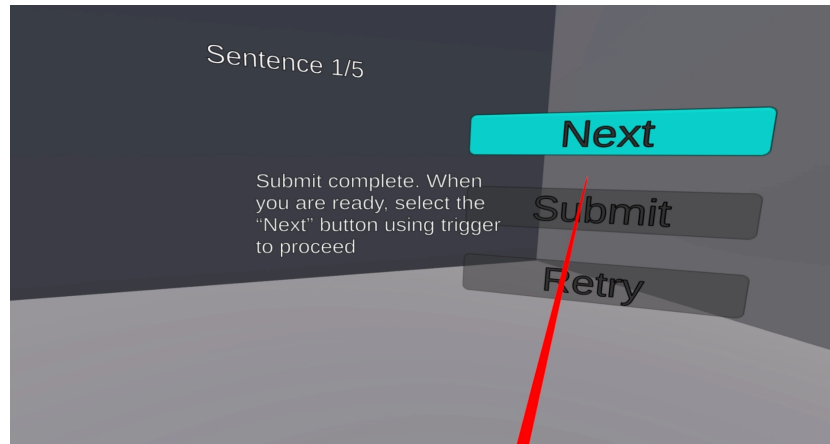 Sentence 1/5
Next
Submit complete. When
you are ready, select the
“Next” button using trigger
to proceed
Submit
Retry